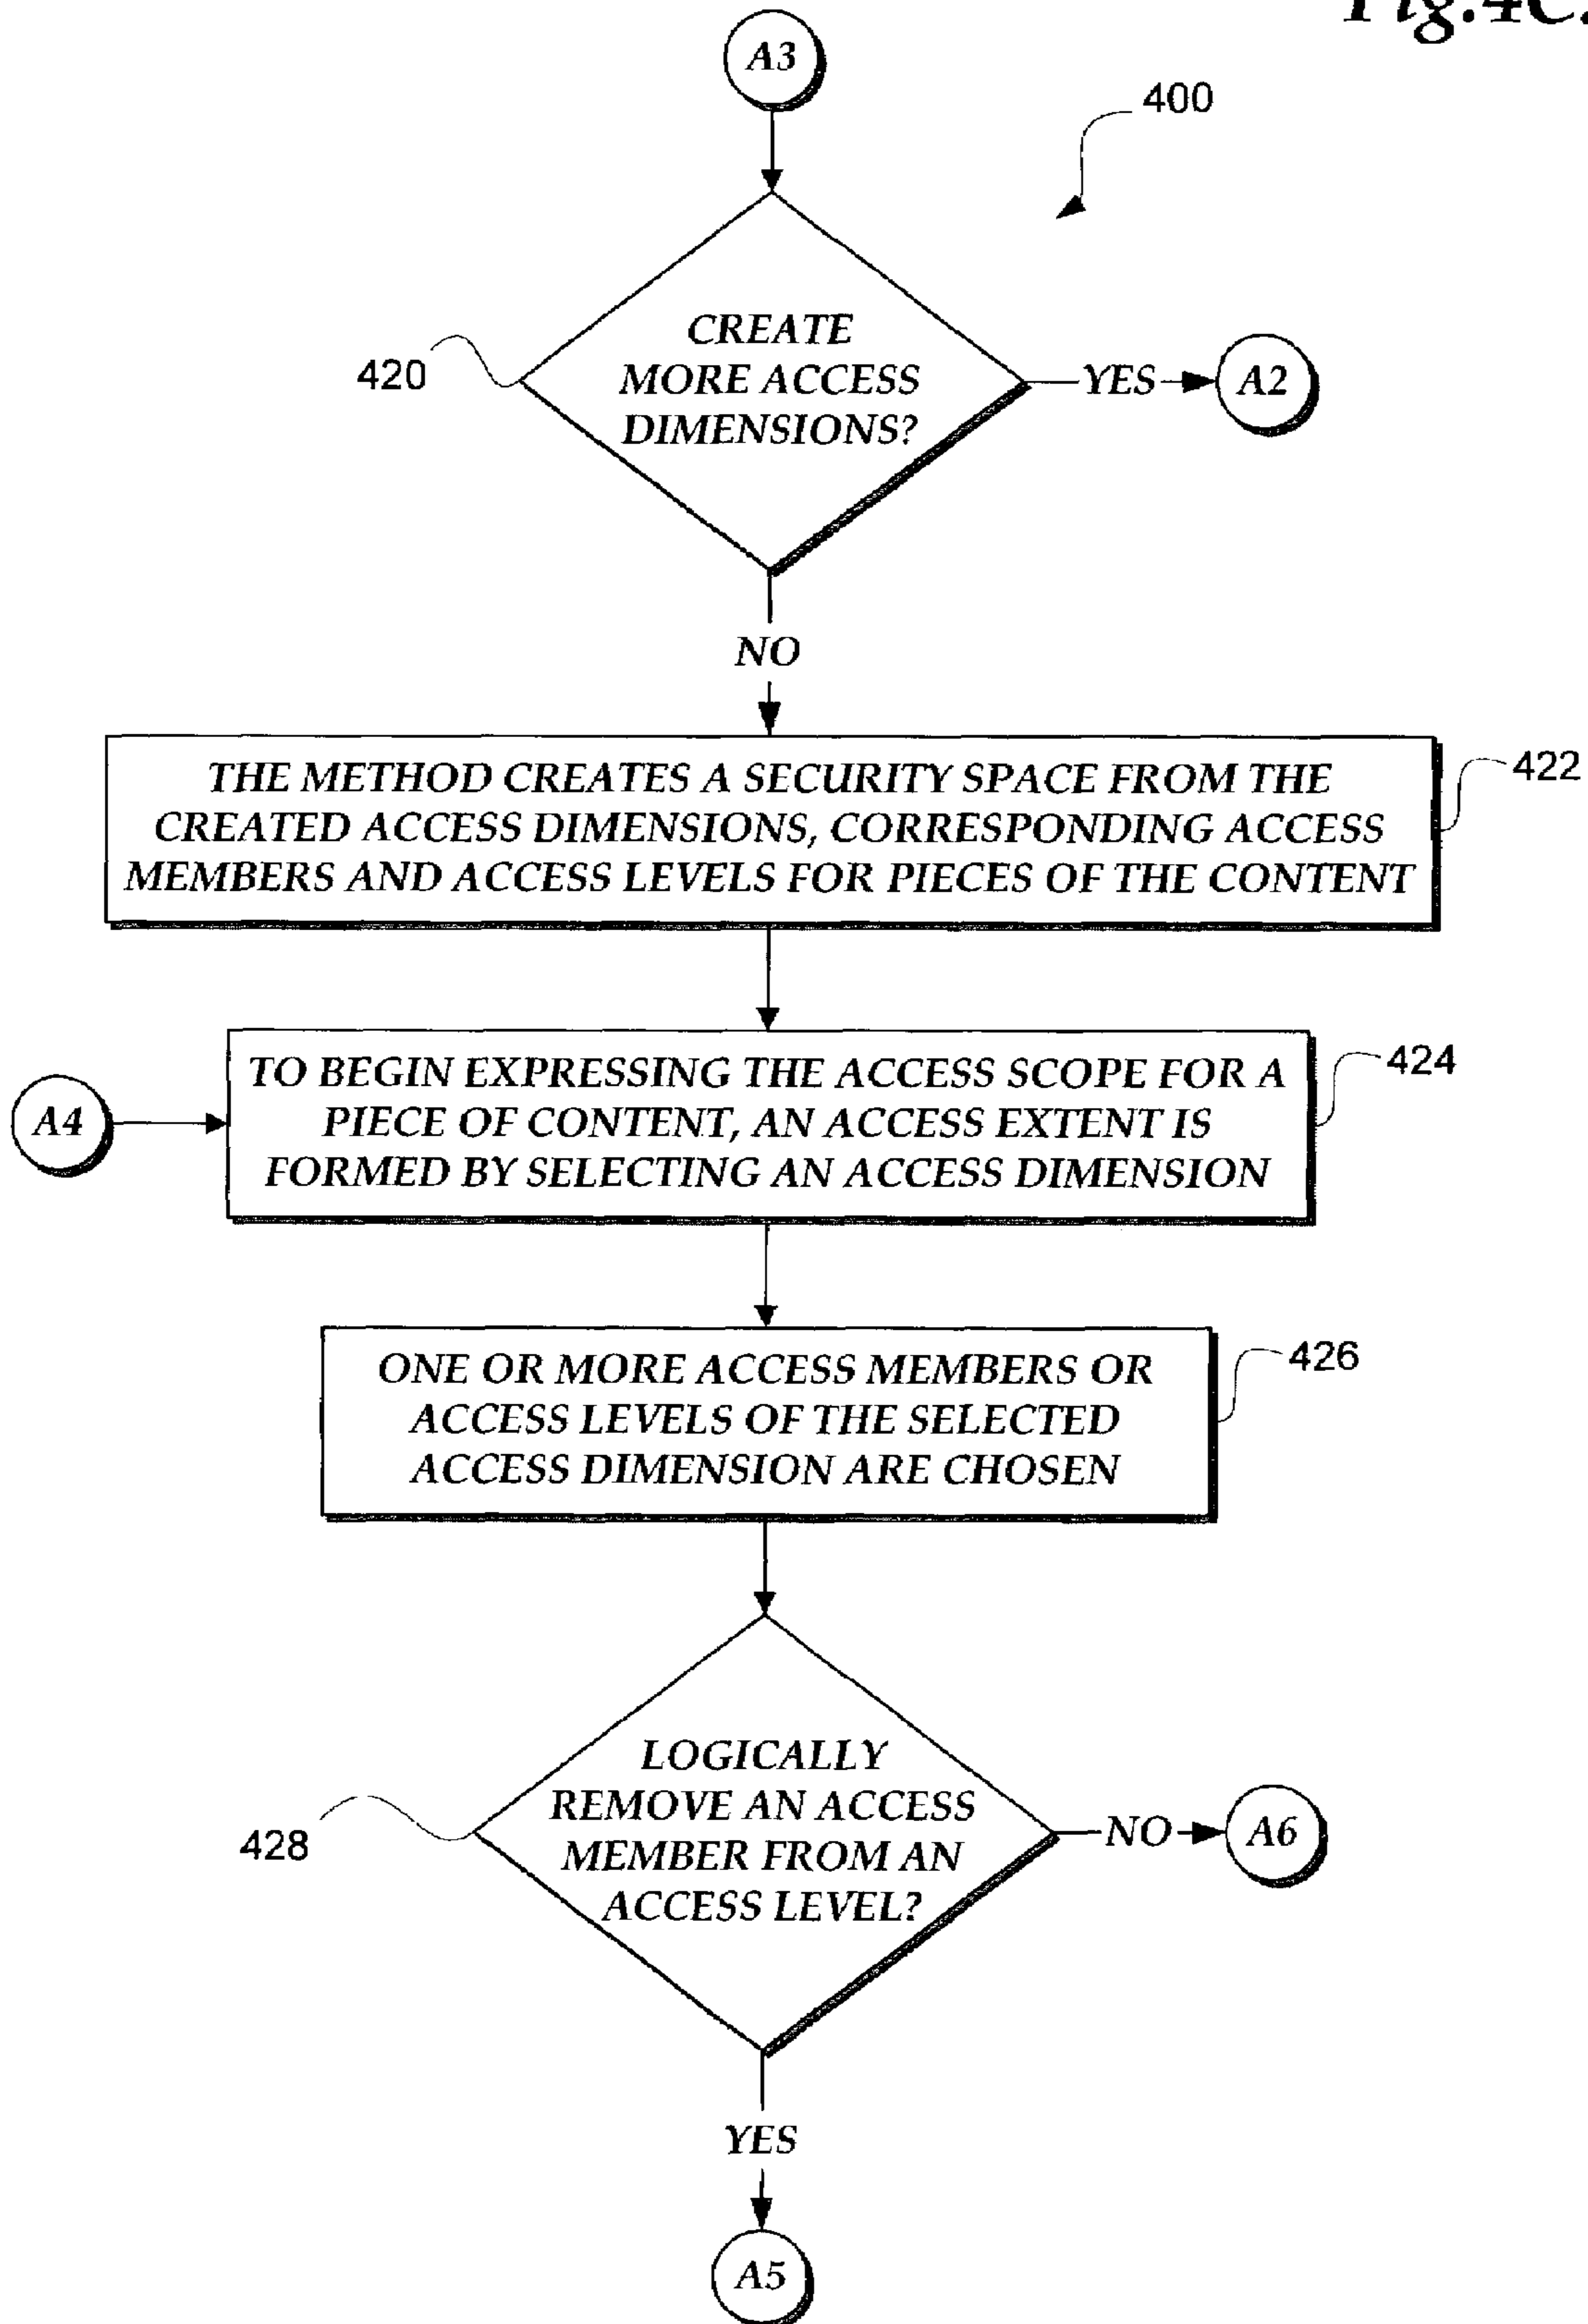 Fig.4C.
A3
400
CREATE
MORE ACCESS
DIMENSIONS?
420
YES
A2
NO
THE METHOD CREATES A SECURITY SPACE FROM THE
CREATED ACCESS DIMENSIONS, CORRESPONDING ACCESS
MEMBERS AND ACCESS LEVELS FOR PIECES OF THE CONTENT
422
A4
TO BEGIN EXPRESSING THE ACCESS SCOPE FOR A
PIECE OF CONTENT, AN ACCESS EXTENT IS
FORMED BY SELECTING AN ACCESS DIMENSION
424
ONE OR MORE ACCESS MEMBERS OR
ACCESS LEVELS OF THE SELECTED
ACCESS DIMENSION ARE CHOSEN
426
LOGICALLY
REMOVE AN ACCESS
MEMBER FROM AN
ACCESS LEVEL?
428
NO
A6
YES
A5